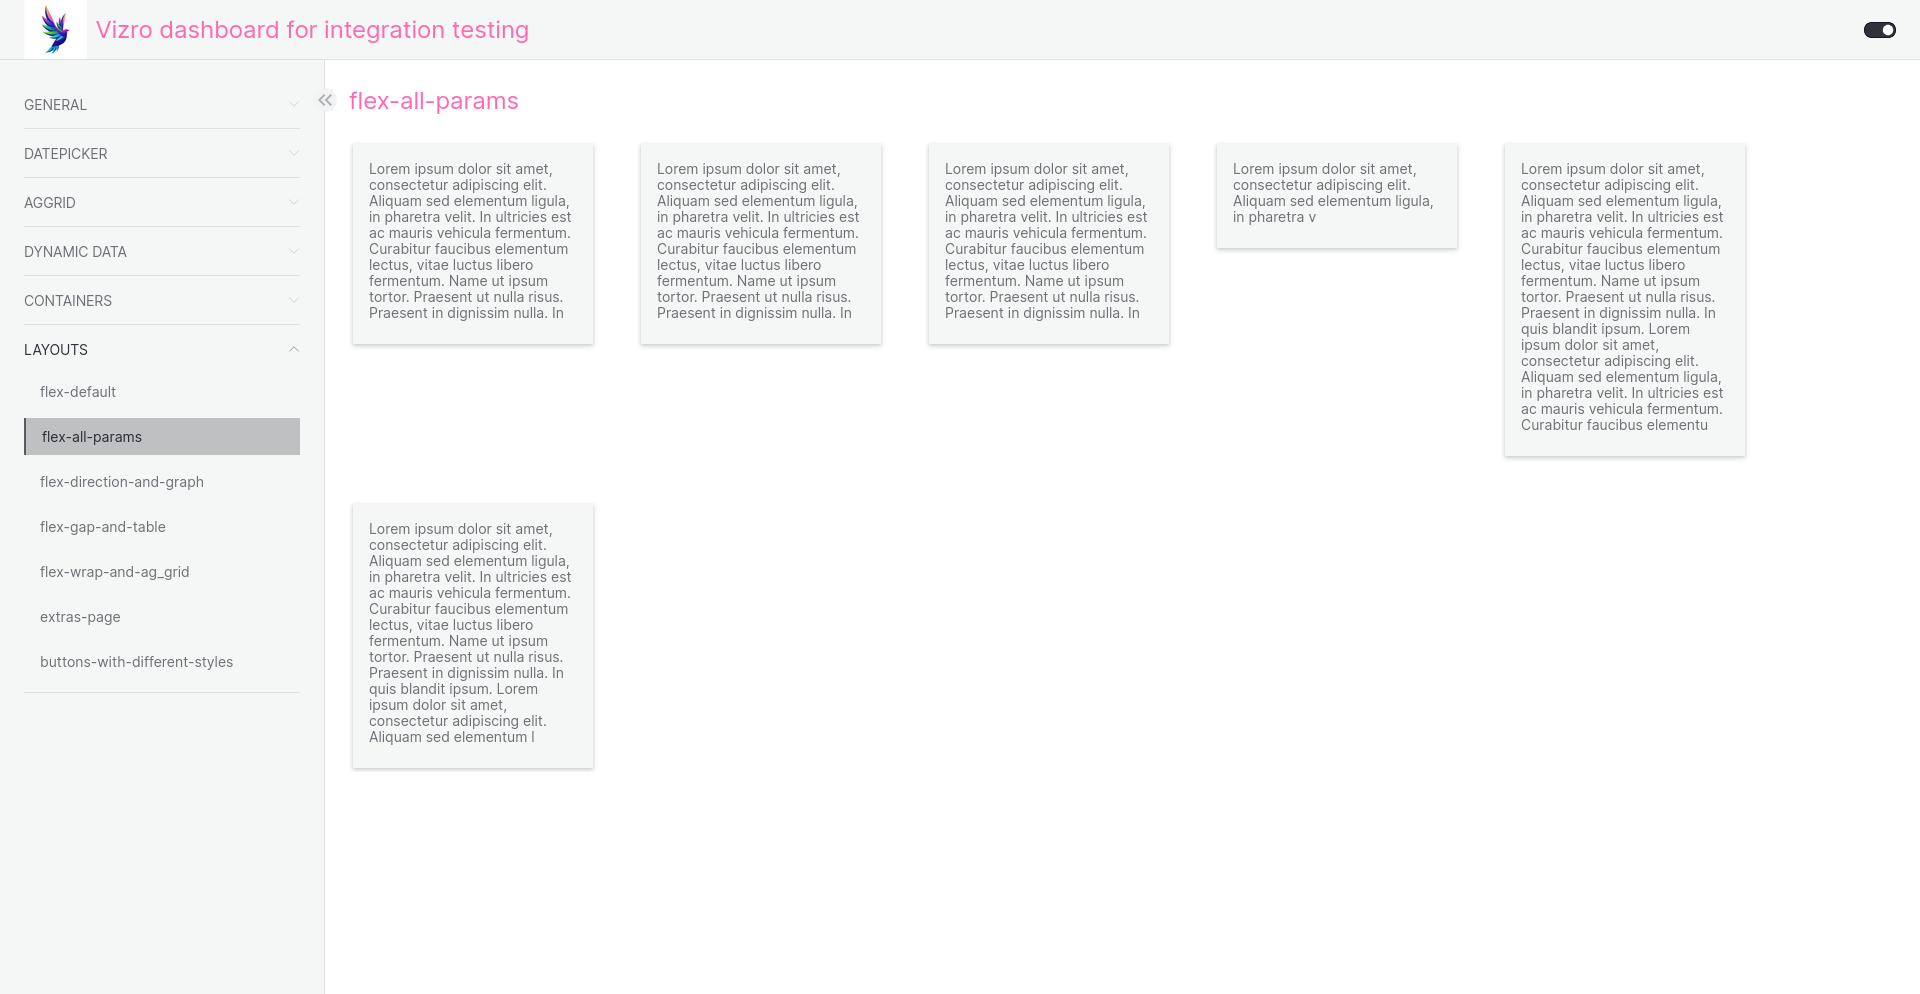 Vizro dashboard for integration testing
GENERAL
DATEPICKER
AGGRID
DYNAMIC DATA
CONTAINERS
LAYOUTS
flex-default
flex-all-params
flex-direction-and-graph
flex-gap-and-table
flex-wrap-and-ag_grid
extras-page
buttons-with-different-styles
flex-all-params
Lorem ipsum dolor sit amet,
consectetur adipiscing elit.
Aliquam sed elementum ligula,
in pharetra velit. In ultricies est
ac mauris vehicula fermentum.
Curabitur faucibus elementum
lectus, vitae luctus libero
fermentum. Name ut ipsum
tortor. Praesent ut nulla risus.
Praesent in dignissim nulla. In
Lorem ipsum dolor sit amet,
consectetur adipiscing elit.
Aliquam sed elementum ligula,
in pharetra velit. In ultricies est
ac mauris vehicula fermentum.
Curabitur faucibus elementum
lectus, vitae luctus libero
fermentum. Name ut ipsum
tortor. Praesent ut nulla risus.
Praesent in dignissim nulla. In
Lorem ipsum dolor sit amet,
consectetur adipiscing elit.
Aliquam sed elementum ligula,
in pharetra velit. In ultricies est
ac mauris vehicula fermentum.
Curabitur faucibus elementum
lectus, vitae luctus libero
fermentum. Name ut ipsum
tortor. Praesent ut nulla risus.
Praesent in dignissim nulla. In
Lorem ipsum dolor sit amet,
consectetur adipiscing elit.
Aliquam sed elementum ligula,
in pharetra v
Lorem ipsum dolor sit amet,
consectetur adipiscing elit.
Aliquam sed elementum ligula,
in pharetra velit. In ultricies est
ac mauris vehicula fermentum.
Curabitur faucibus elementum
lectus, vitae luctus libero
fermentum. Name ut ipsum
tortor. Praesent ut nulla risus.
Praesent in dignissim nulla. In
quis blandit ipsum. Lorem
ipsum dolor sit amet,
consectetur adipiscing elit.
Aliquam sed elementum ligula,
in pharetra velit. In ultricies est
ac mauris vehicula fermentum.
Curabitur faucibus elementu
Lorem ipsum dolor sit amet,
consectetur adipiscing elit.
Aliquam sed elementum ligula,
in pharetra velit. In ultricies est
ac mauris vehicula fermentum.
Curabitur faucibus elementum
lectus, vitae luctus libero
fermentum. Name ut ipsum
tortor. Praesent ut nulla risus.
Praesent in dignissim nulla. In
quis blandit ipsum. Lorem
ipsum dolor sit amet,
consectetur adipiscing elit.
Aliquam sed elementum l